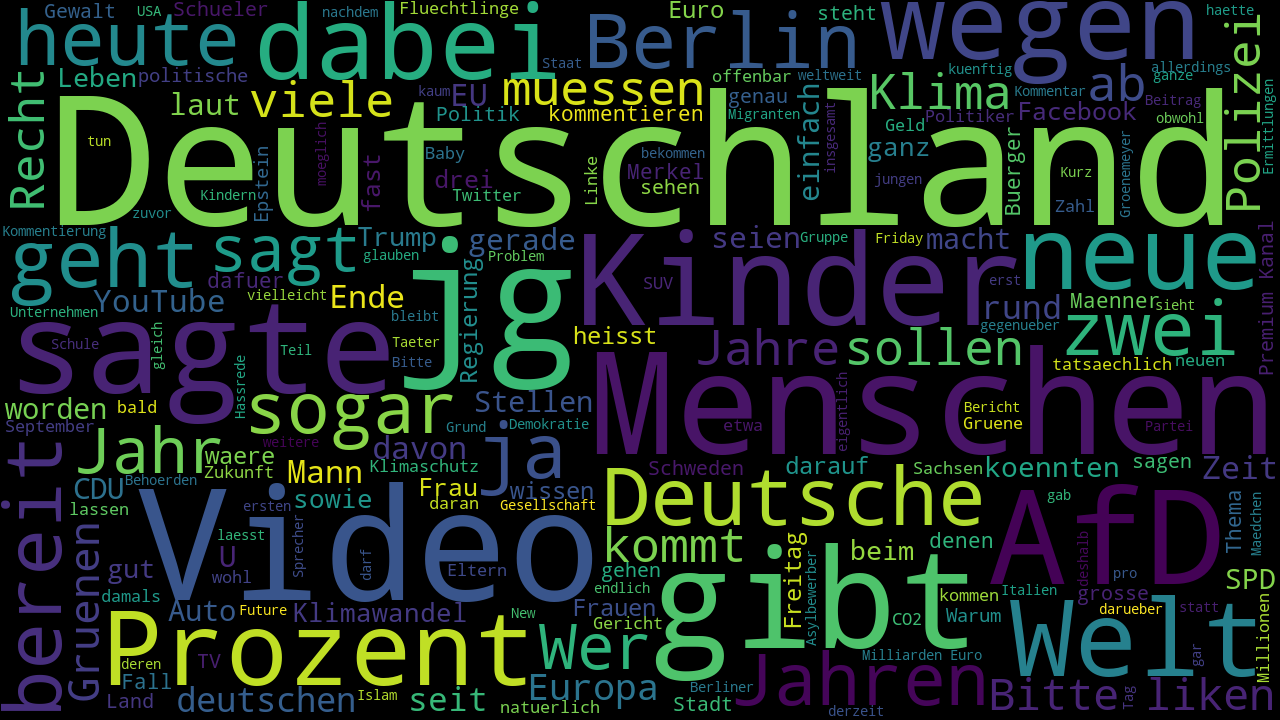 Gewalt USA Schueler nachdem Fluechtlinge Euro steht wegen haette
heute dabei Staat Berlin
Recht Leben politische kaum EU muessen offenbar weltweit kuenftig allerdings ganze
laut viele Politik kommentieren genau Migranten einfach Klima Kommentar ab Beitrag Polizei
Deutschland
tun moeglich Baby bekommen insgesamt Geld Politiker Facebook obwohl Ermittlungen
Epstein fast drei Linke Merkel sehen ganz jungen Buerger Kurz Groenemeyer
zuvor Kindern Twitter Zahl
Kommentierung Trump gerade seien Gruppe Friday macht neue Premium Kanal
geht sagt glauben jg Problem Kinder erst
dafuer Regierung SUV
YouTube vielleicht Ende rund Maenner sieht
Unternehmen sagte bleibt heisst gegenueber zwei
Schule gleich Teil Taeter Bitte Jahre sollen tatsaechlich neuen
Hassrede Menschen
worden bald sogar Stellen eigentlich Bericht
September Grund Demokratie etwa Gruene Partei
bereit Jahr weitere ja
waere davon
Zukunft Mann Klimaschutz Schweden darauf Sachsen koennten sagen Zeit
CDU Behoerden sowie Frau wissen Deutsche
lassen Video ersten daran Gesellschaft gab AfD Thema Maedchen
Gruenen laesst Sprecher kommt beim denen deshalb
gut U darf Eltern gehen Freitag Asylbewerber gibt Italien pro SPD
damals wohl endlich kommen grosse Millionen
Auto Future Klimawandel New Frauen CO2 Warum darueber statt
Prozent Gericht Wer Welt
deren TV Milliarden Euro gar
Fall Islam Europa Berliner Jahren Tag
Land deutschen seit natuerlich Stadt derzeit Bitte liken